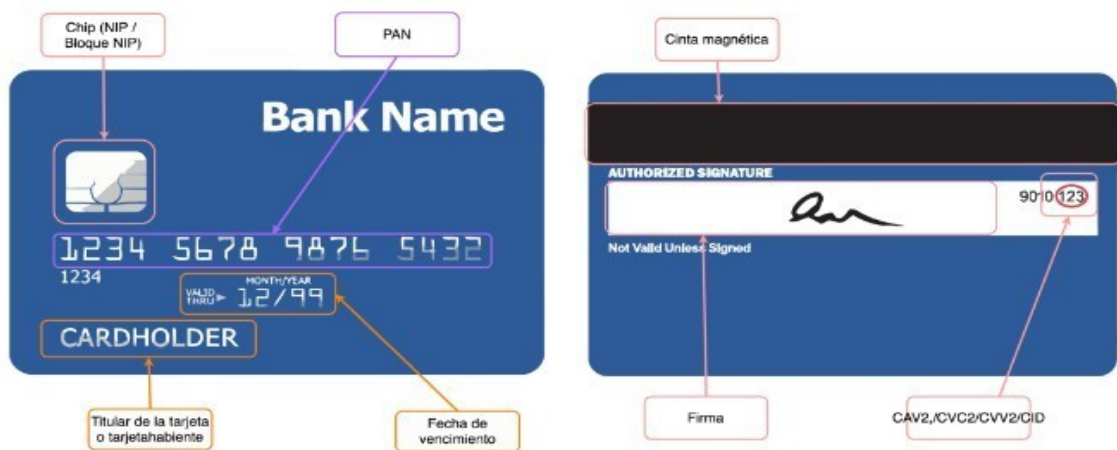 Chip (NIP /
Bloque NIP)
PAN
Bank Name
1234 5678 9876 5432
1234
MONTH/YEAR
VALID
THRU
12/99
CARDHOLDER
Titular de la tarjeta
o tarjetahabiente
Fecha de
vencimiento
Cinta magnética
AUTHORIZED SIGNATURE
9010 123
Not Valid Unless Signed
Firma
CAV2,/CVC2/CVV2/CID